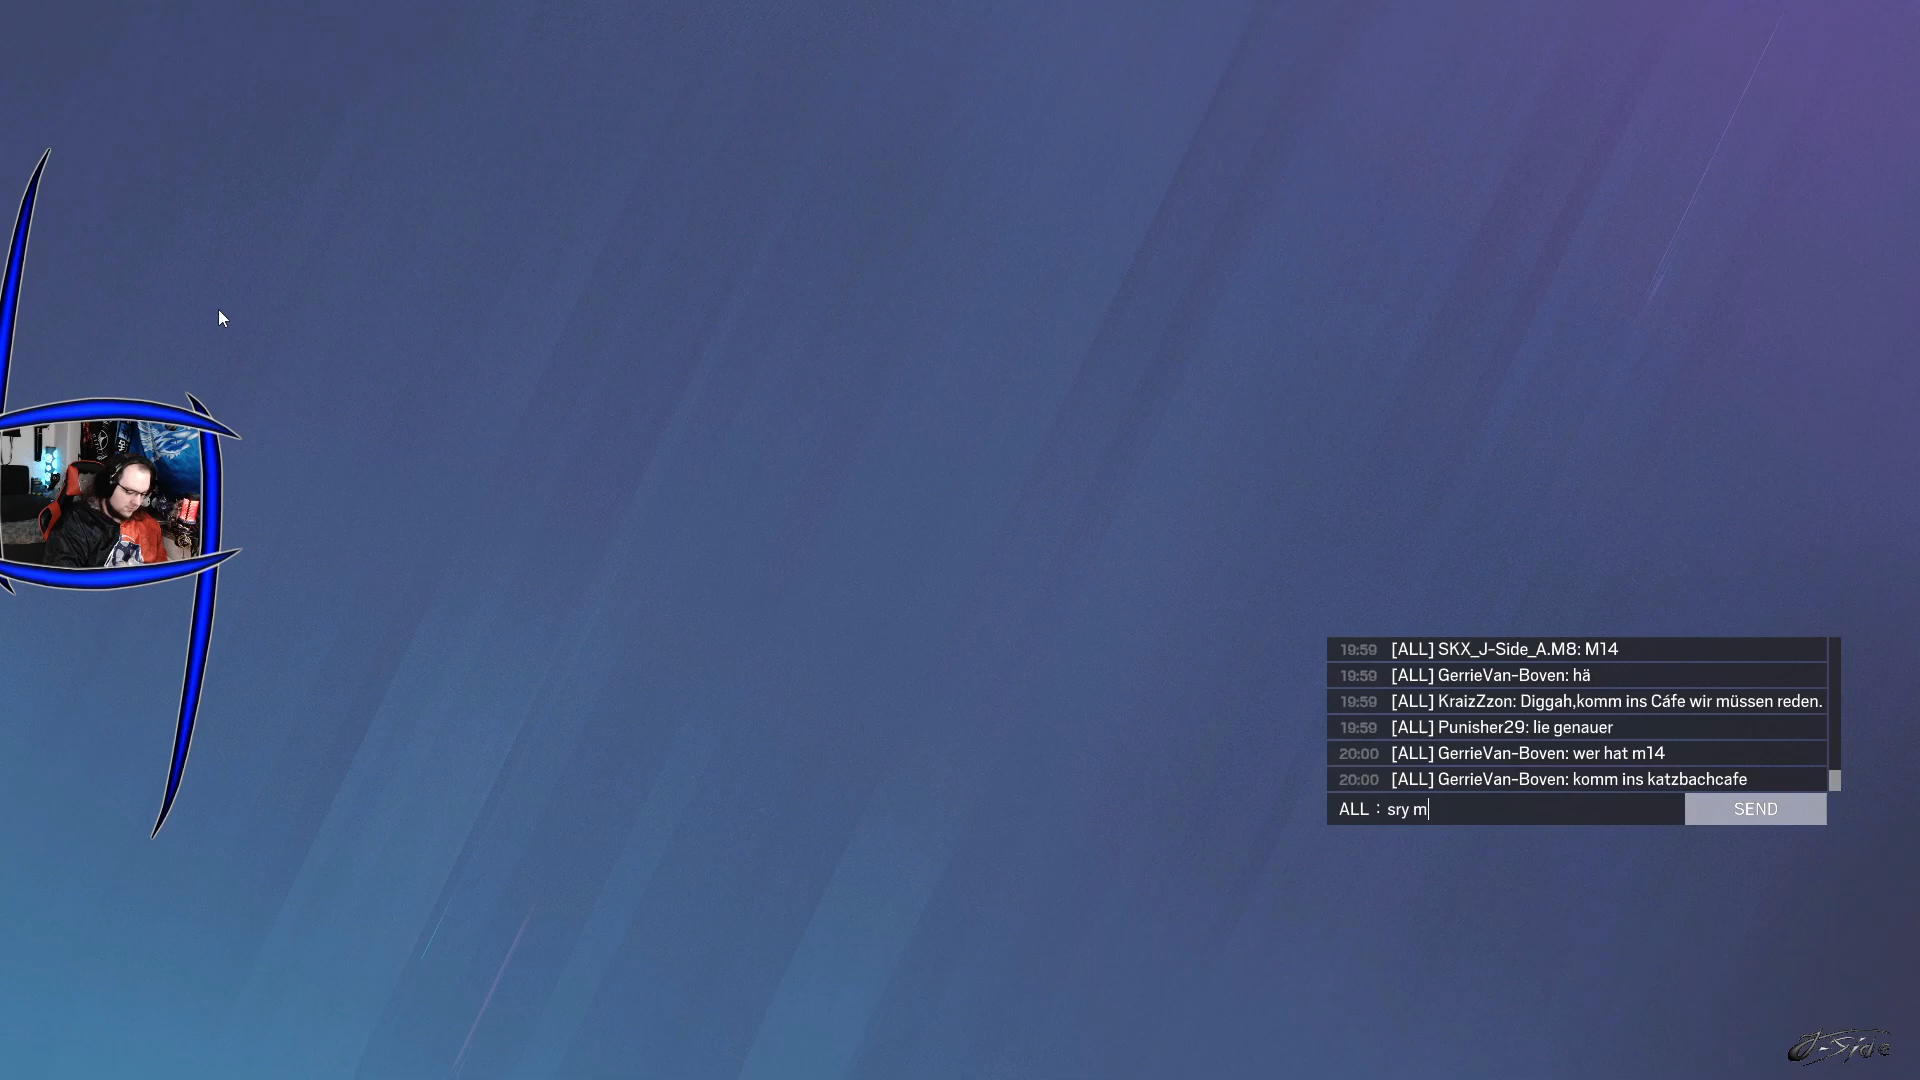 19:59 [ALL] SKX_J-Side_A.M8: M14
19:59 [ALL] GerrieVan-Boven: hä
19:59 [ALL] KraizZzon: Diggah,komm ins Cáfe wir müssen reden.
19:59 [ALL] Punisher29: lie genauer
20:00 [ALL] GerrieVan-Boven: wer hat m14
20:00 [ALL] GerrieVan-Boven: komm ins katzbachcafe
ALL : sry m SEND
J-Side